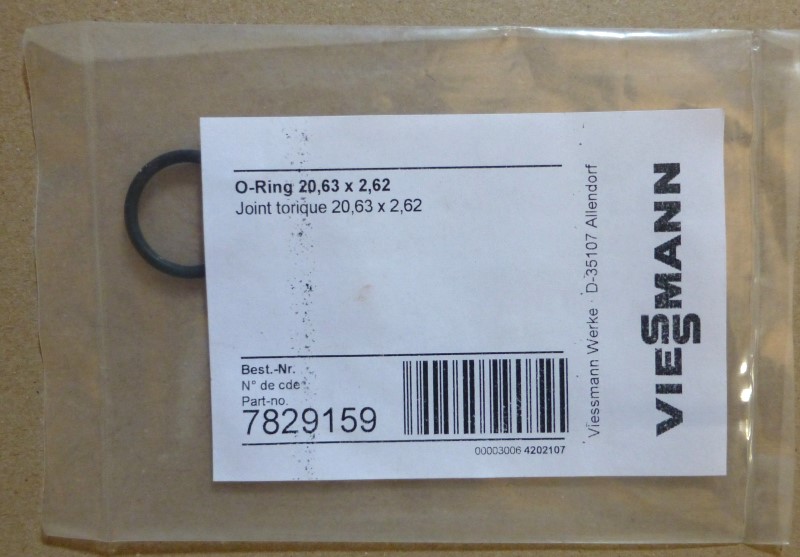 O-Ring 20,63 x 2,62
Joint torique 20,63 x 2,62
Best.-Nr.
N° de cde
Part-no.
7829159
00003006 4202107
Viessmann Werke · D-35107 Allendorf
VIESSMANN